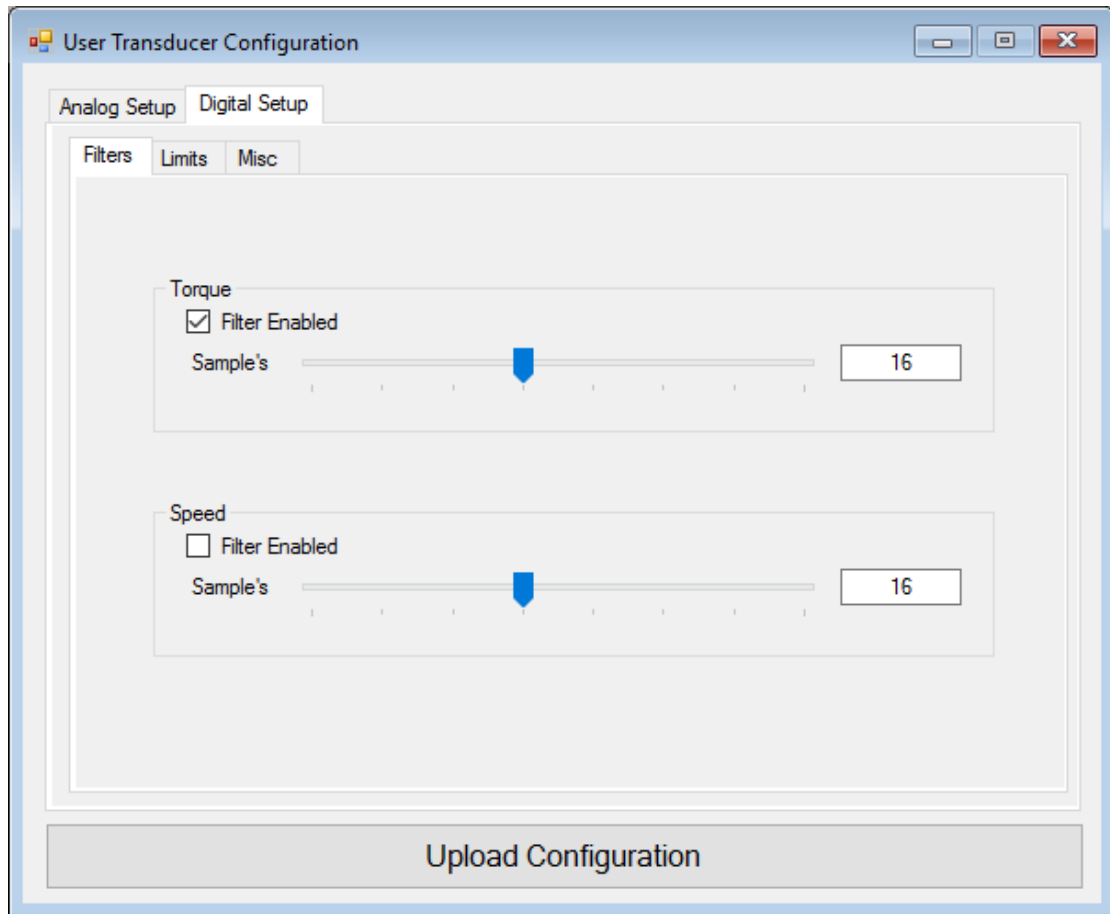 User Transducer Configuration
Analog Setup Digital Setup
Filters Limits Misc
Torque
Filter Enabled
Sample's 16
Speed
Filter Enabled
Sample's 16
Upload Configuration